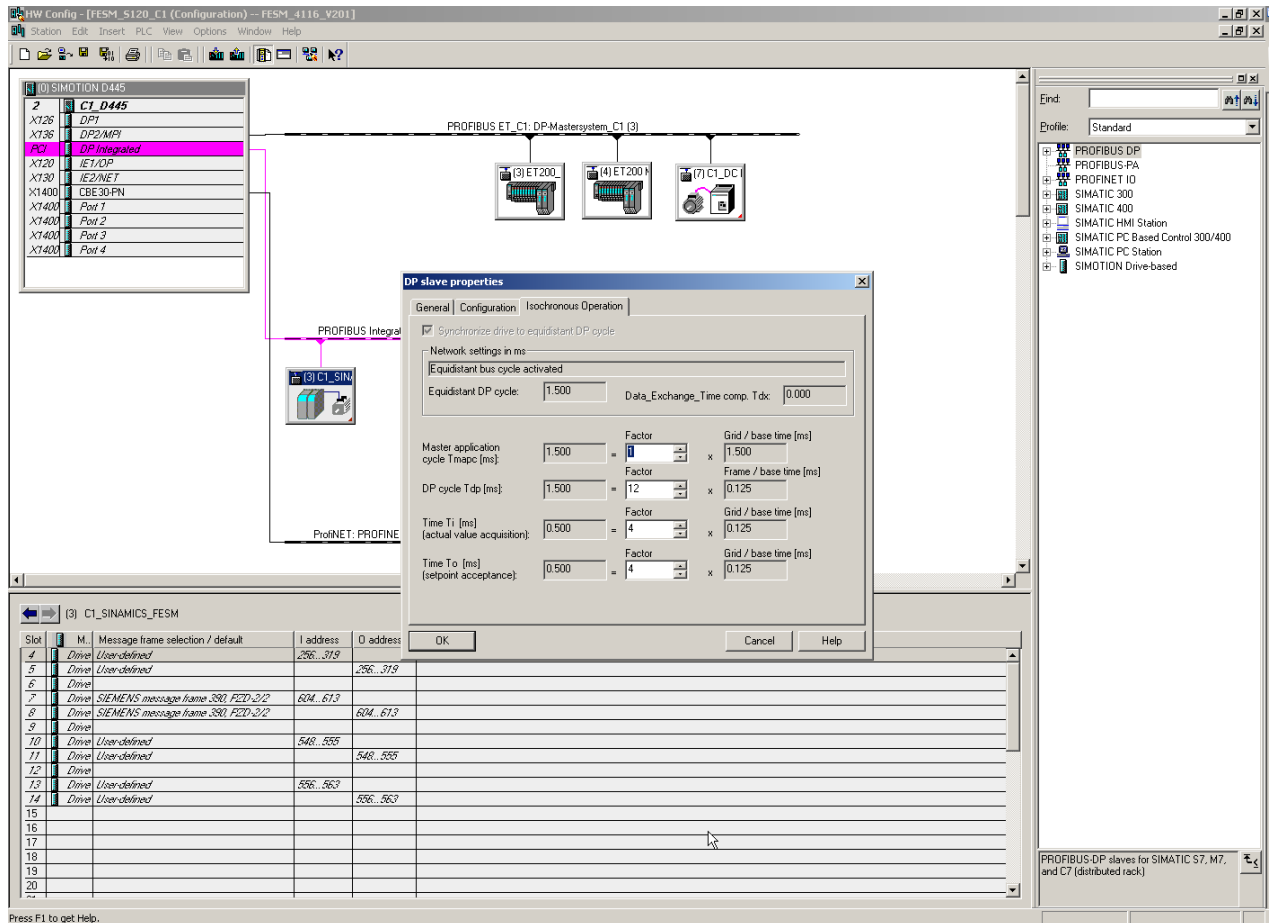 HW Config - [FESM_S120_C1 (Configuration) -- FESM_4116_V201]
Station Edit Insert PLC View Options Window Help
(0) SIMOTION D445
2 C1_D445
X126 DP1
X136 DP2/MPI
PCI DP Integrated
X120 IE1/OP
X130 IE2/NET
X1400 CBE30-PN
X1400 Port 1
X1400 Port 2
X1400 Port 3
X1400 Port 4
PROFIBUS ET_C1: DP-Mastersystem_C1 (3)
(3) ET200_
(4) ET200
(7) C1_DC
PROFIBUS Integra
(3) C1_SIN
ProfiNET: PROFINE
DP slave properties
General Configuration Isochronous Operation
Synchronize drive to equidistant DP cycle
Network settings in ms
Equidistant bus cycle activated
Equidistant DP cycle: 1.500 Data_Exchange_Time comp. Tdx: 0.000
Factor Grid / base time [ms]
Master application
cycle Tmapc [ms]: 1.500 = 1 x 1.500
Factor Frame / base time [ms]
DP cycle Tdp [ms]: 1.500 = 12 x 0.125
Factor Grid / base time [ms]
Time Ti [ms]
(actual value acquisition): 0.500 = 4 x 0.125
Factor Grid / base time [ms]
Time To [ms]
(setpoint acceptance): 0.500 = 4 x 0.125
OK Cancel Help
Find:
Profile: Standard
PROFIBUS DP
PROFIBUS-PA
PROFINET IO
SIMATIC 300
SIMATIC 400
SIMATIC HMI Station
SIMATIC PC Based Control 300/400
SIMATIC PC Station
SIMOTION Drive-based
PROFIBUS-DP slaves for SIMATIC S7, M7,
and C7 (distributed rack)
(3) C1_SINAMICS_FESM
Slot M.. Message frame selection / default I address O address
4 Drive User-defined 256...319
5 Drive User-defined 256...319
6 Drive
7 Drive SIEMENS message frame 390, PZD-2/2 604...613
8 Drive SIEMENS message frame 390, PZD-2/2 604...613
9 Drive
10 Drive User-defined 548...555
11 Drive User-defined 548...555
12 Drive
13 Drive User-defined 556...563
14 Drive User-defined 556...563
15
16
17
18
19
20
Press F1 to get Help.